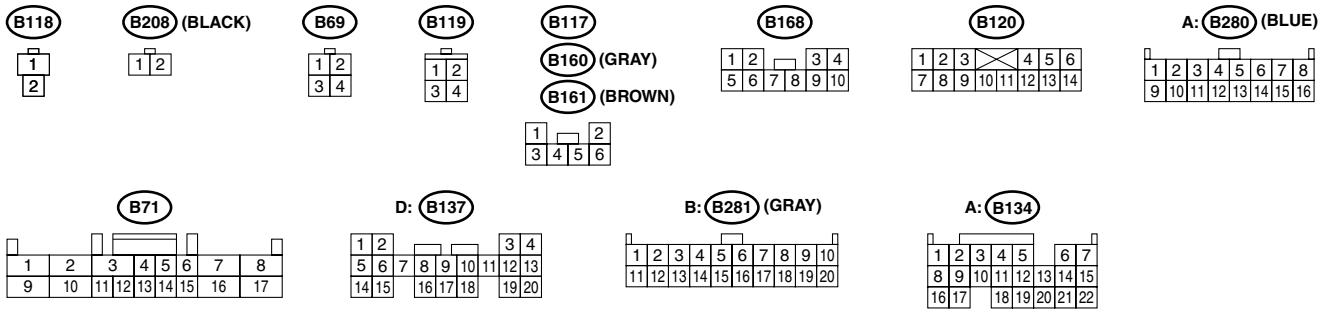 B118 B208 (BLACK) B69 B119 B117 B168 B120 A: B280 (BLUE)
B160 (GRAY)
B161 (BROWN)
1
2
1 2
1 2
3 4
1 2
3 4
1 2
3 4 5 6
1 2 3 4
5 6 7 8 9 10
1 2 3 4 5 6
7 8 9 10 11 12 13 14
1 2 3 4 5 6 7 8
9 10 11 12 13 14 15 16
B71 D: B137 B: B281 (GRAY) A: B134
1 2 3 4 5 6 7 8
9 10 11 12 13 14 15 16 17
1 2 3 4
5 6 7 8 9 10 11 12 13
14 15 16 17 18 19 20
1 2 3 4 5 6 7 8 9 10
11 12 13 14 15 16 17 18 19 20
1 2 3 4 5 6 7
8 9 10 11 12 13 14 15
16 17 18 19 20 21 22